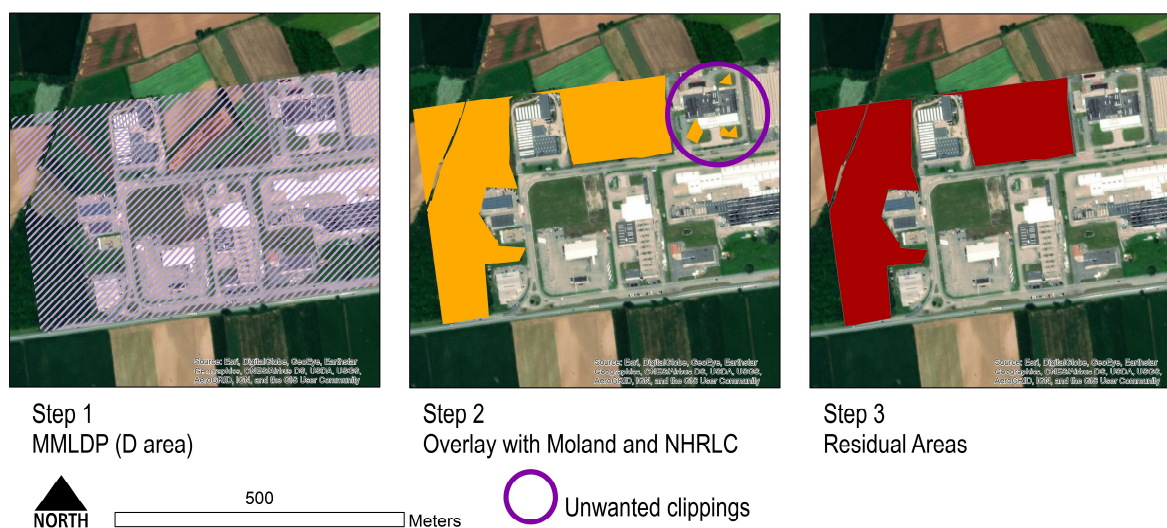 Source: Esri, DigitalGlobe, GeoEye, Earthstar
Geographics, CNES/Airbus DS, USDA, USGS,
AeroGRID, IGN, and the GIS User Community
Source: Esri, DigitalGlobe, GeoEye, Earthstar
Geographics, CNES/Airbus DS, USDA, USGS,
AeroGRID, IGN, and the GIS User Community
Source: Esri, DigitalGlobe, GeoEye, Earthstar
Geographics, CNES/Airbus DS, USDA, USGS,
AeroGRID, IGN, and the GIS User Community
Step 1
MMLDP (D area)
Step 2
Overlay with Moland and NHRLC
Step 3
Residual Areas
NORTH
500
Meters
Unwanted clippings